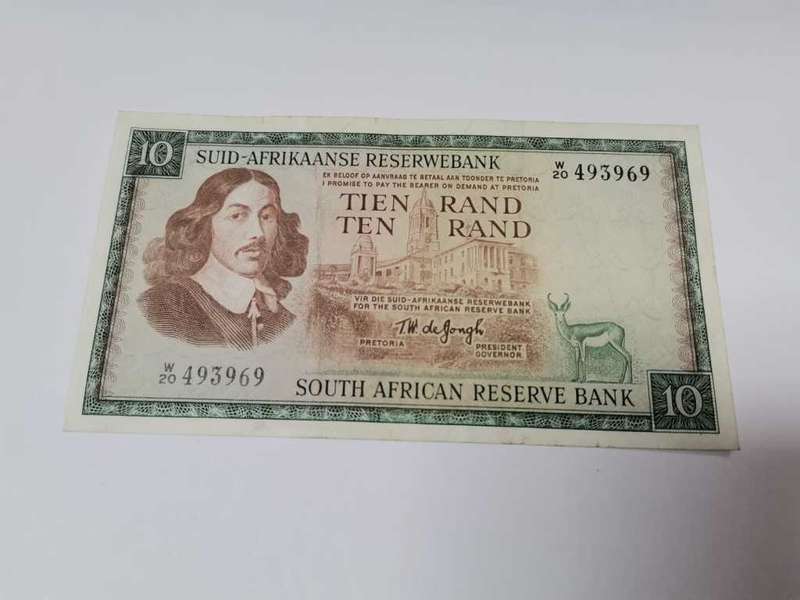 10
SUID-AFRIKAANSE RESERWEBANK
W/20 493969
EK BELOOF OP AANVRAAG TE BETAAL AAN TOONDER TE PRETORIA
I PROMISE TO PAY THE BEARER ON DEMAND AT PRETORIA
TIEN RAND
TEN RAND
VIR DIE SUID-AFRIKAANSE RESERWEBANK
FOR THE SOUTH AFRICAN RESERVE BANK
T.W. de Jongh
PRETORIA
PRESIDENT
GOVERNOR
W/20 493969
SOUTH AFRICAN RESERVE BANK
10